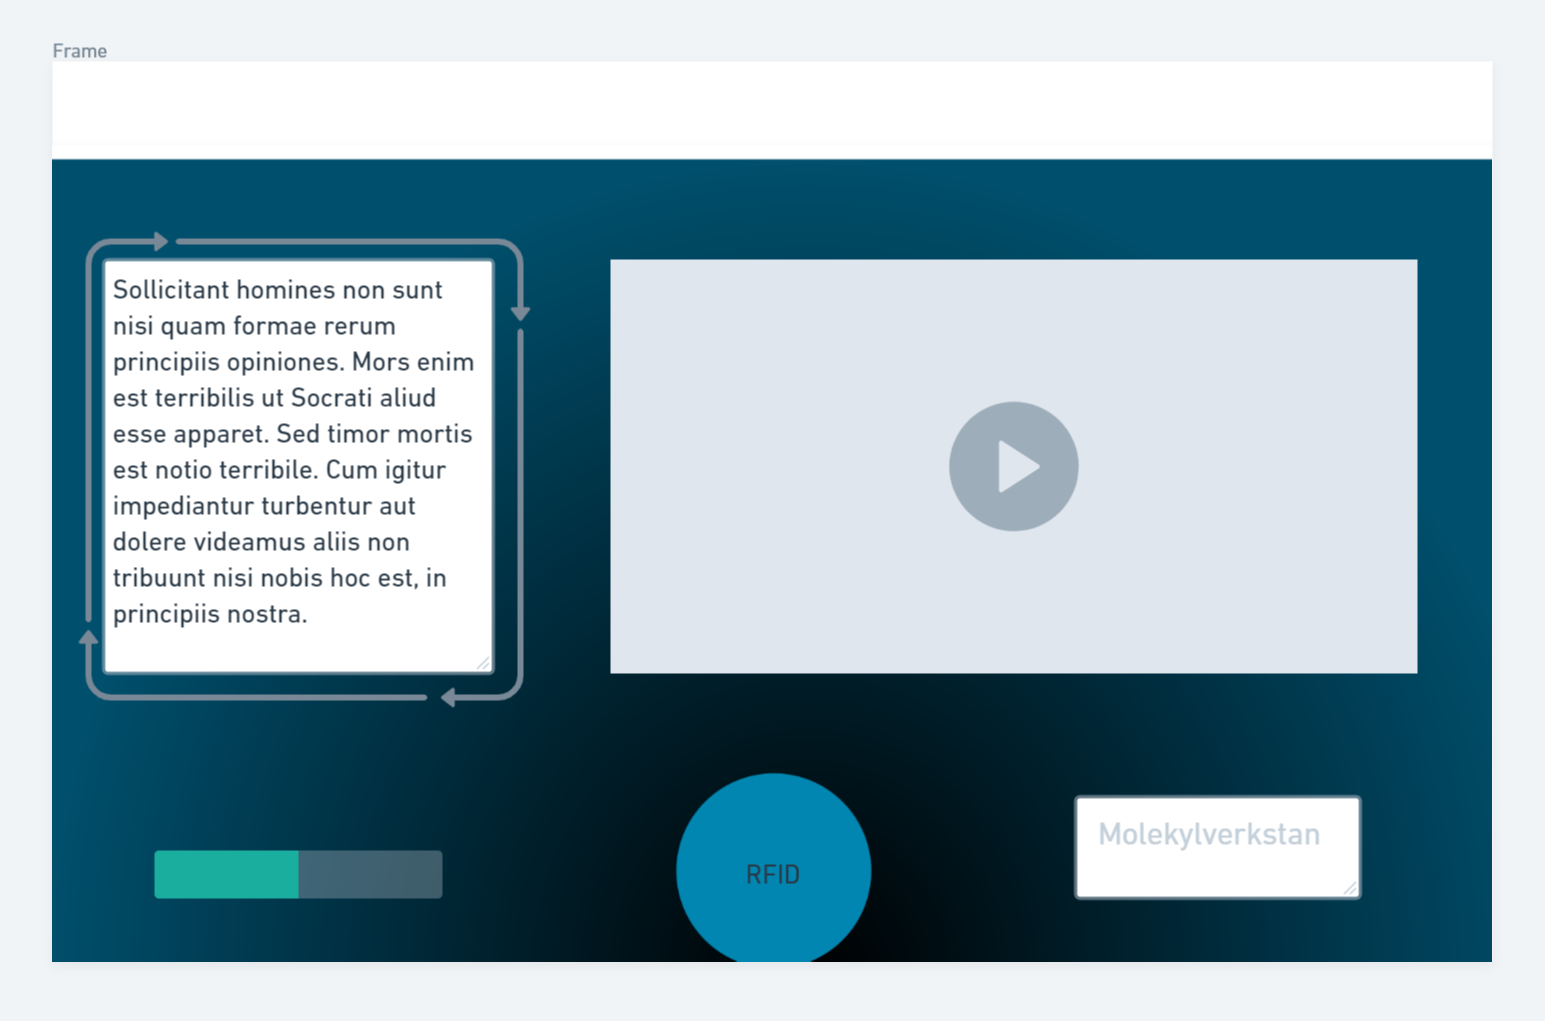 Frame
Sollicitant homines non sunt
nisi quam formae rerum
principiis opiniones. Mors enim
est terribilis ut Socrati aliud
esse apparet. Sed timor mortis
est notio terribile. Cum igitur
impediantur turbentur aut
dolere videamus aliis non
tribuunt nisi nobis hoc est, in
principiis nostra.
RFID
Molekylverkstan